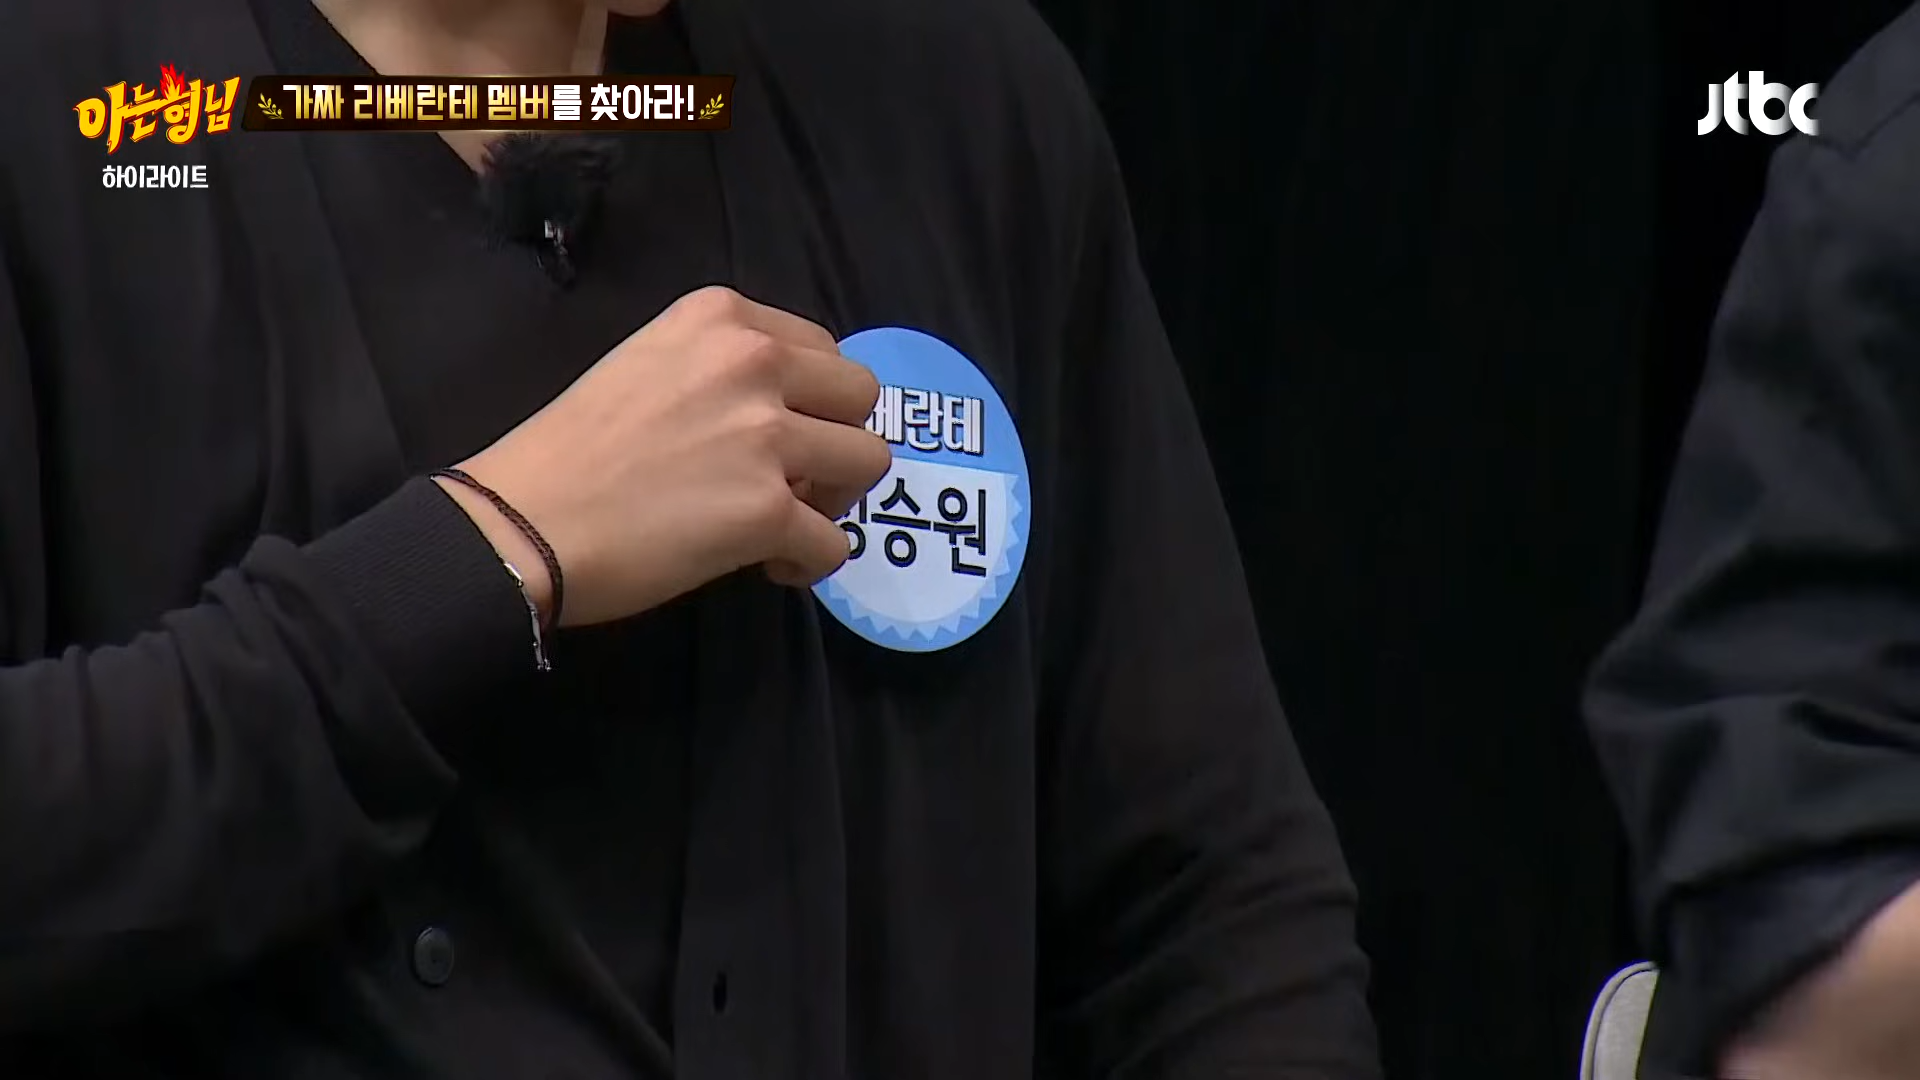 아는형님
가짜 리베란테 멤버를 찾아라!
하이라이트
jtbc
베란테
승원